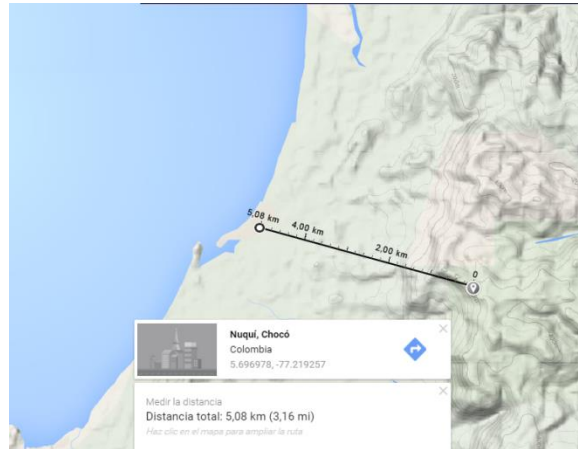 5,08 km
4,00 km
2,00 km
0
Nuquí, Chocó
Colombia
5.696978, -77.219257
Medir la distancia
Distancia total: 5,08 km (3,16 mi)
Haz clic en el mapa para ampliar la ruta